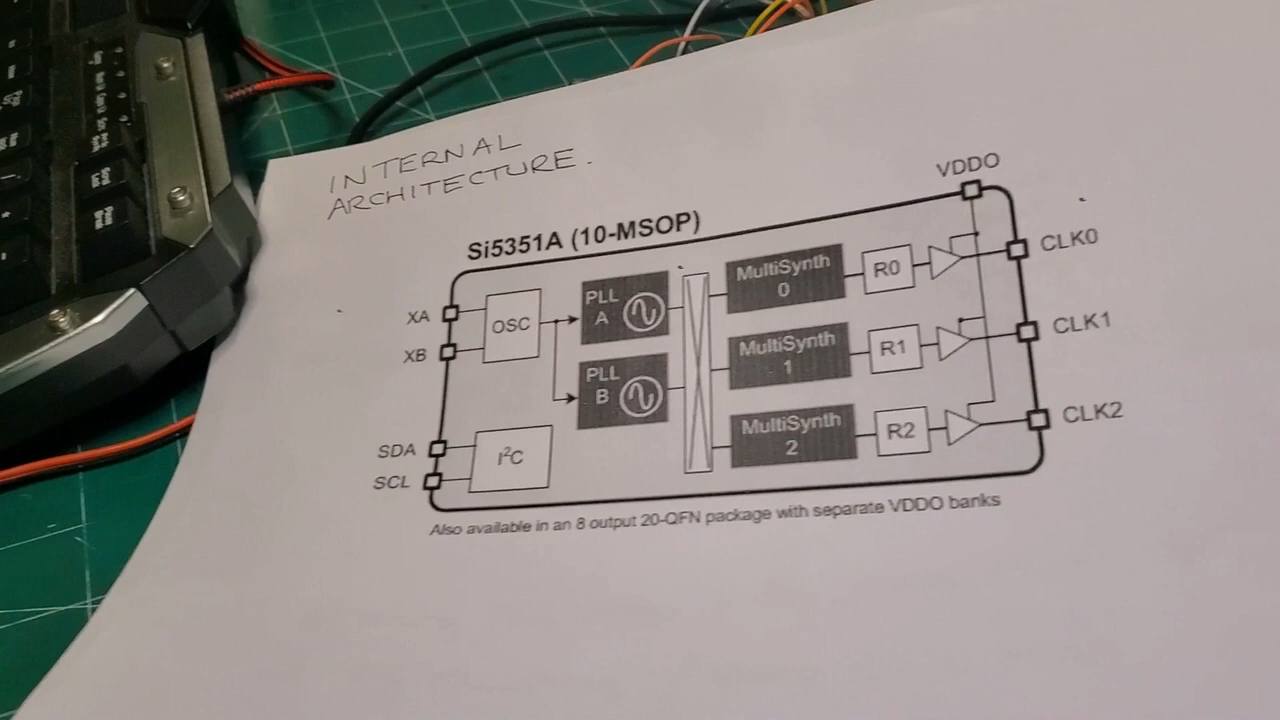 INTERNAL
ARCHITECTURE.
VDDO
Si5351A (10-MSOP)
CLK0
MultiSynth
0
R0
PLL
A
XA
OSC
XB
CLK1
MultiSynth
1
R1
PLL
B
CLK2
MultiSynth
2
R2
SDA
I²C
SCL
Also available in an 8 output 20-QFN package with separate VDDO banks